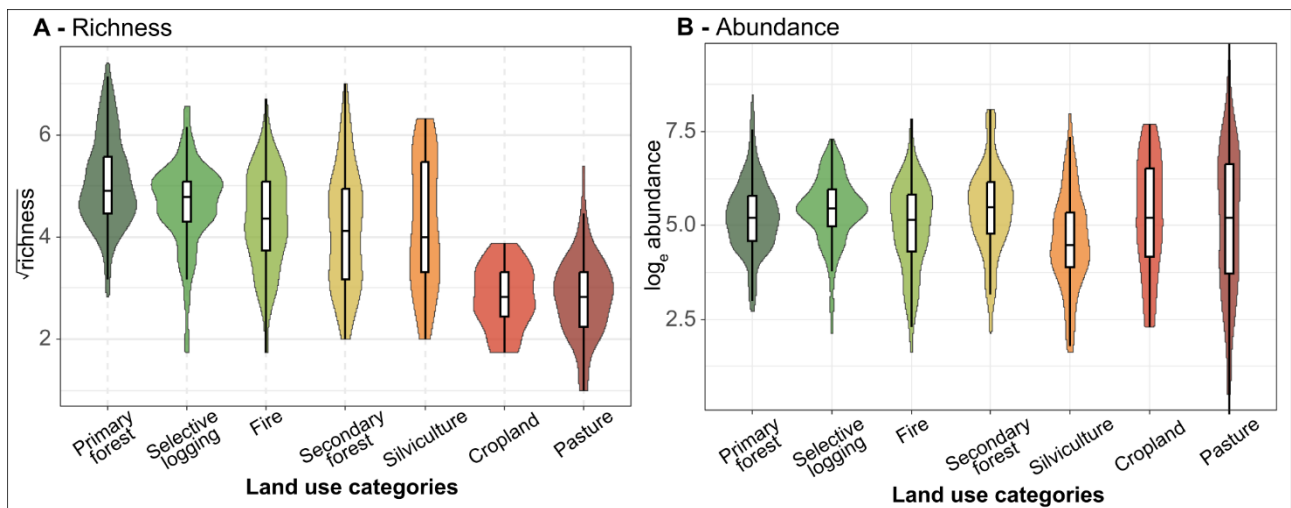 A - Richness
√richness
6
4
2
Primary
forest
Selective
logging
Fire
Secondary
forest
Silviculture
Cropland
Pasture
Land use categories
B - Abundance
logₑ abundance
7.5
5.0
2.5
Primary
forest
Selective
logging
Fire
Secondary
forest
Silviculture
Cropland
Pasture
Land use categories